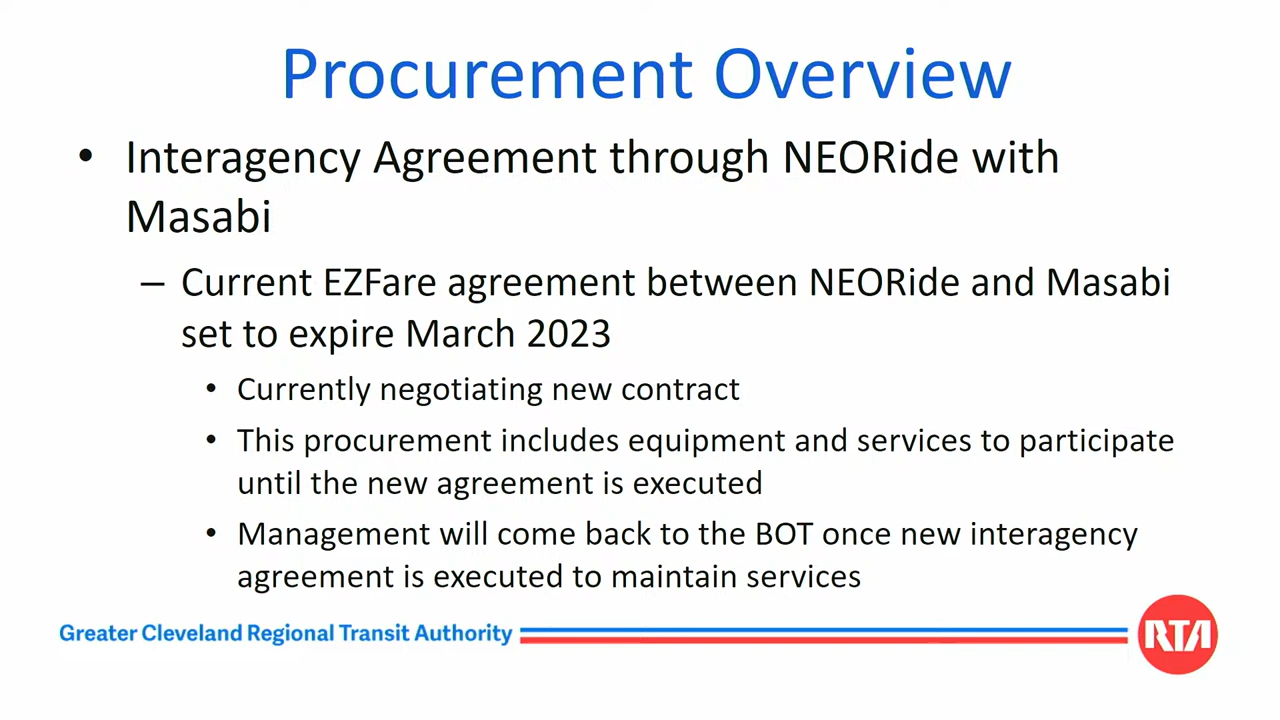 Procurement Overview
• Interagency Agreement through NEORide with
Masabi
– Current EZFare agreement between NEORide and Masabi
set to expire March 2023
• Currently negotiating new contract
• This procurement includes equipment and services to participate
until the new agreement is executed
• Management will come back to the BOT once new interagency
agreement is executed to maintain services
Greater Cleveland Regional Transit Authority
RTA